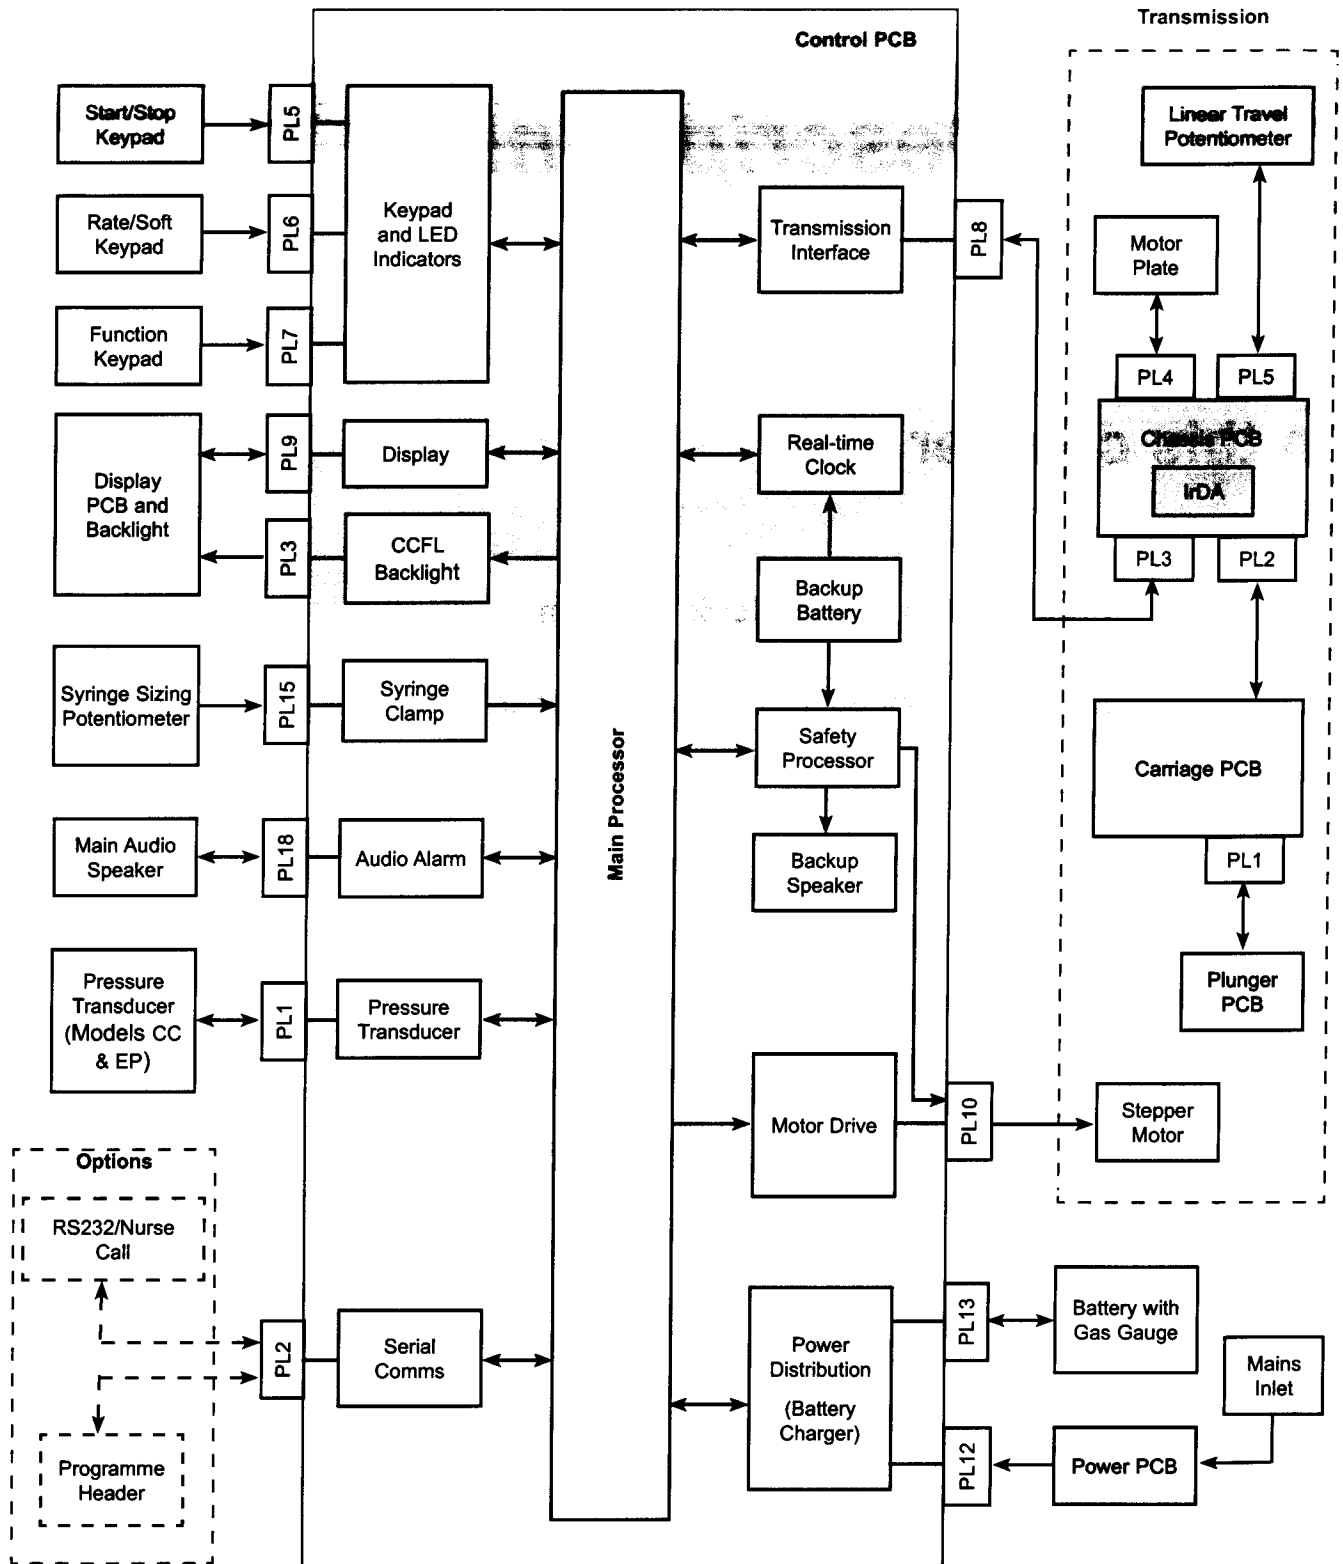 Transmission
Control PCB
Start/Stop
Keypad
PL5
Rate/Soft
Keypad
PL6
Function
Keypad
PL7
Keypad
and LED
Indicators
Display
PCB and
Backlight
PL9
Display
PL3
CCFL
Backlight
Syringe Sizing
Potentiometer
PL15
Syringe
Clamp
Main Audio
Speaker
PL18
Audio Alarm
Pressure
Transducer
(Models CC
& EP)
PL1
Pressure
Transducer
Options
RS232/Nurse
Call
Programme
Header
PL2
Serial
Comms
Main Processor
Transmission
Interface
PL8
Real-time
Clock
Backup
Battery
Safety
Processor
Backup
Speaker
Motor Drive
PL10
Power
Distribution
(Battery
Charger)
PL13
PL12
Linear Travel
Potentiometer
Motor
Plate
PL4
PL5
Chassis PCB
IrDA
PL3
PL2
Carriage PCB
PL1
Plunger
PCB
Stepper
Motor
Battery with
Gas Gauge
Mains
Inlet
Power PCB